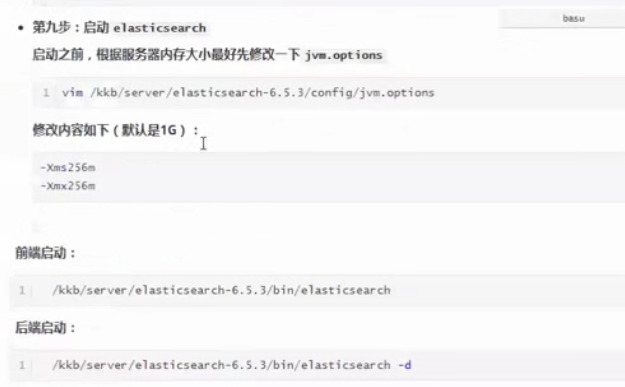 basu
• 第九步：启动 elasticsearch
启动之前，根据服务器内存大小最好先修改一下 jvm.options
1 vim /kkb/server/elasticsearch-6.5.3/config/jvm.options
修改内容如下（默认是1G）：
-Xms256m
-Xmx256m
前端启动：
1 /kkb/server/elasticsearch-6.5.3/bin/elasticsearch
后端启动：
1 /kkb/server/elasticsearch-6.5.3/bin/elasticsearch -d